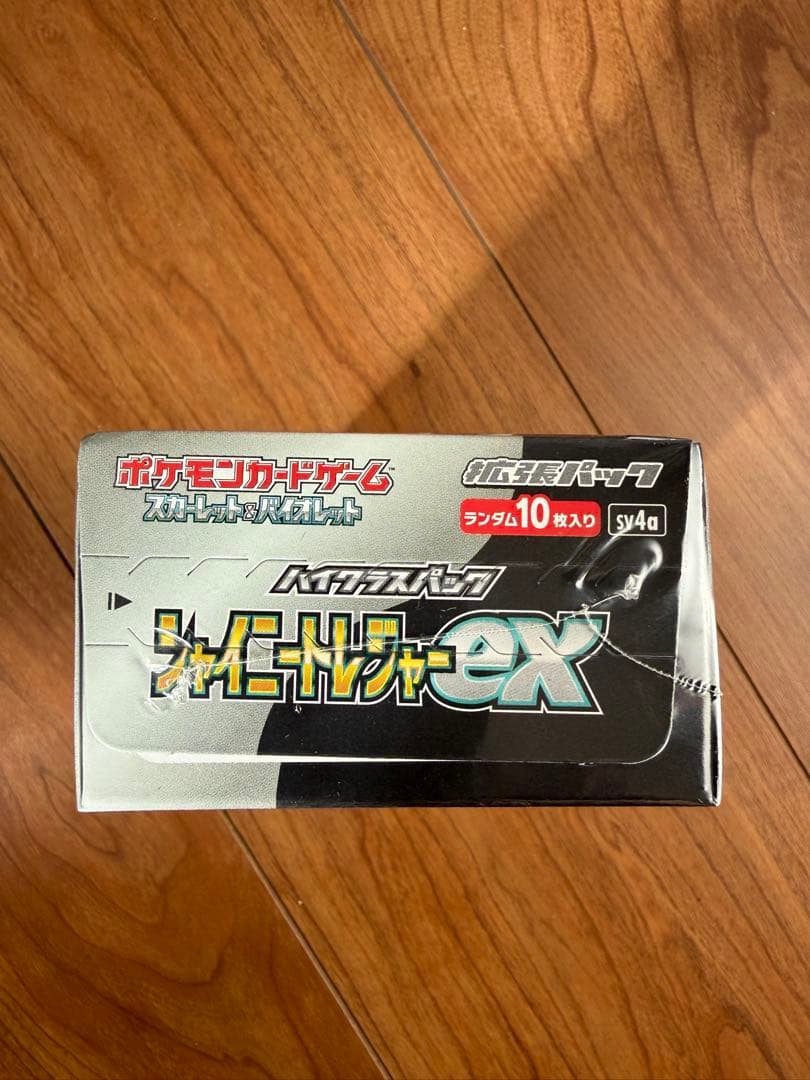 ポケモンカードゲーム™ 拡張パック
スカーレット&バイオレット ランダム10枚入り sv4a
ハイクラスパック
シャイニートレジャーex